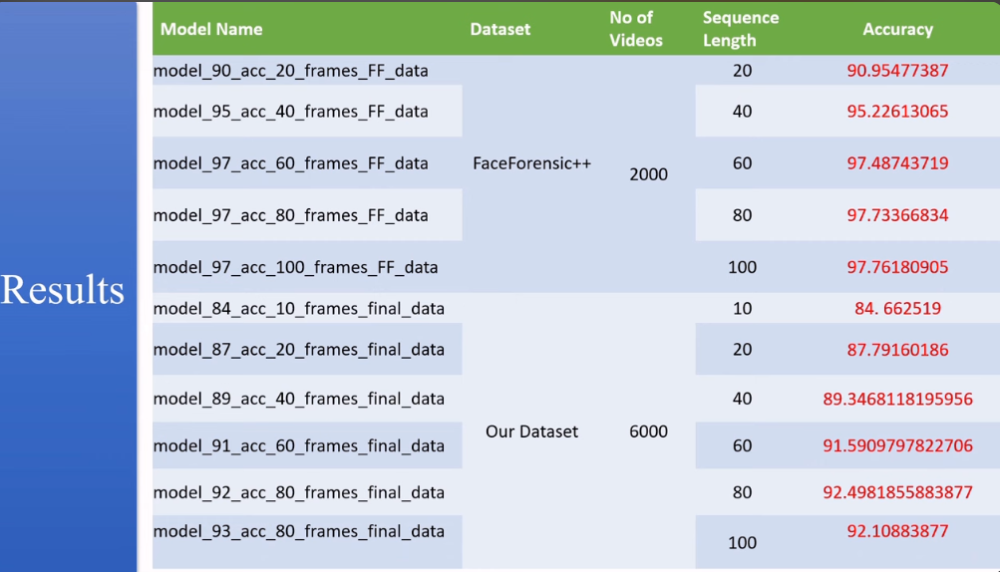 Results
Model Name Dataset No of Videos Sequence Length Accuracy
model_90_acc_20_frames_FF_data 20 90.95477387
model_95_acc_40_frames_FF_data 40 95.22613065
model_97_acc_60_frames_FF_data FaceForensic++ 2000 60 97.48743719
model_97_acc_80_frames_FF_data 80 97.73366834
model_97_acc_100_frames_FF_data 100 97.76180905
model_84_acc_10_frames_final_data 10 84. 662519
model_87_acc_20_frames_final_data 20 87.79160186
model_89_acc_40_frames_final_data 40 89.3468118195956
model_91_acc_60_frames_final_data Our Dataset 6000 60 91.5909797822706
model_92_acc_80_frames_final_data 80 92.4981855883877
model_93_acc_80_frames_final_data 100 92.10883877